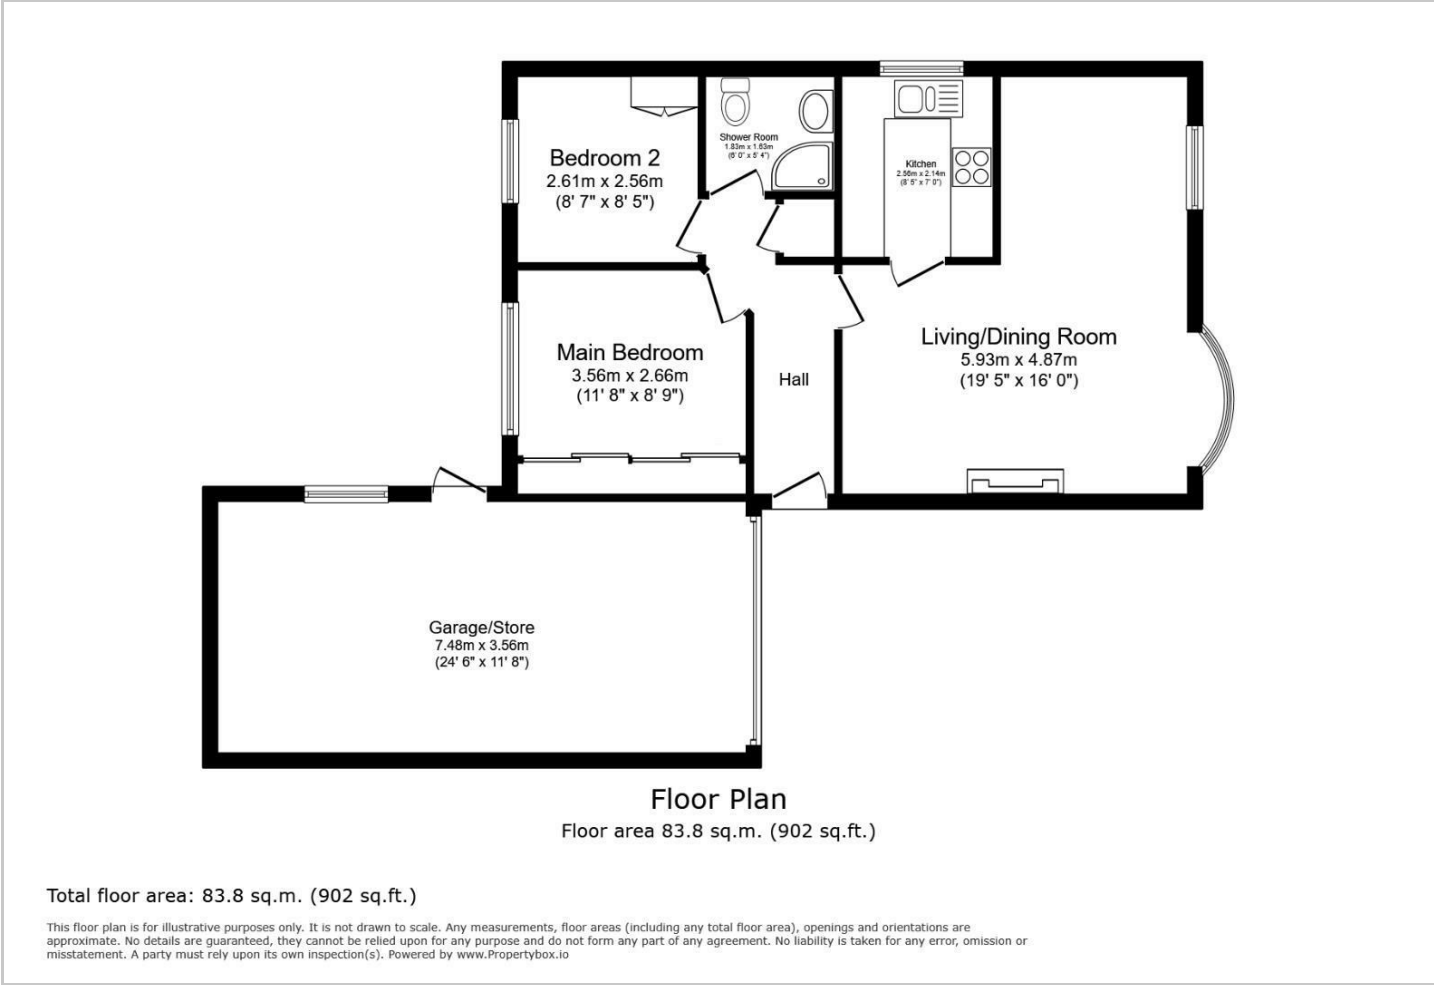 Bedroom 2
2.61m x 2.56m
(8' 7" x 8' 5")
Shower Room
1.83m x 1.63m
(6' 0" x 5' 4")
Kitchen
2.56m x 2.14m
(8' 5" x 7' 0")
Main Bedroom
3.56m x 2.66m
(11' 8" x 8' 9")
Hall
Living/Dining Room
5.93m x 4.87m
(19' 5" x 16' 0")
Garage/Store
7.48m x 3.56m
(24' 6" x 11' 8")
Floor Plan
Floor area 83.8 sq.m. (902 sq.ft.)
Total floor area: 83.8 sq.m. (902 sq.ft.)
This floor plan is for illustrative purposes only. It is not drawn to scale. Any measurements, floor areas (including any total floor area), openings and orientations are
approximate. No details are guaranteed, they cannot be relied upon for any purpose and do not form any part of any agreement. No liability is taken for any error, omission or
misstatement. A party must rely upon its own inspection(s). Powered by www.Propertybox.io